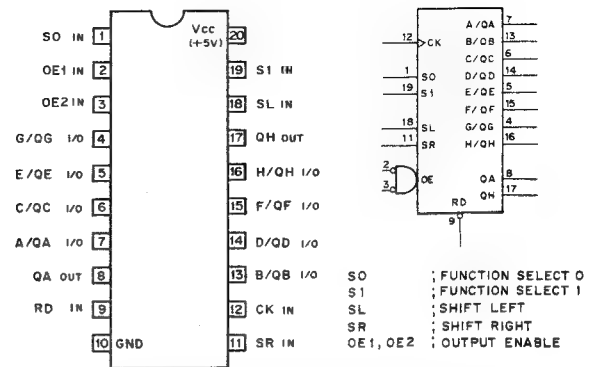 SO IN 1
OE1 IN 2
OE2 IN 3
G/QG I/O 4
E/QE I/O 5
C/QC I/O 6
A/QA I/O 7
QA OUT 8
RD IN 9
10 GND
Vcc
(+5V)
20
19 S1 IN
18 SL IN
17 QH OUT
16 H/QH I/O
15 F/QF I/O
14 D/QD I/O
13 B/QB I/O
12 CK IN
11 SR IN
12 CK
1 SO
19 S1
18 SL
11 SR
2
3
OE
RD
9
A/QA 7
B/QB 13
C/QC 6
D/QD 14
E/QE 5
F/QF 15
G/QG 4
H/QH 16
QA 8
QH 17
SO ; FUNCTION SELECT 0
S1 ; FUNCTION SELECT 1
SL ; SHIFT LEFT
SR ; SHIFT RIGHT
OE1, OE2 ; OUTPUT ENABLE